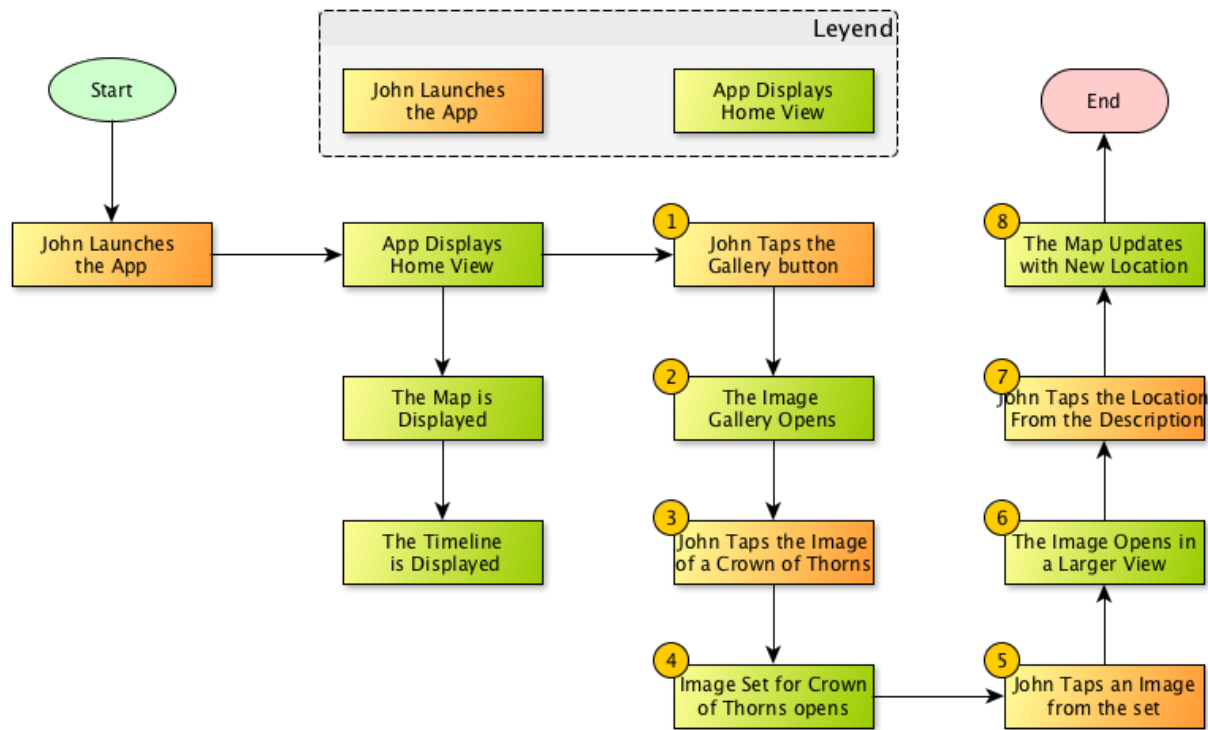 Leyend
John Launches
the App
App Displays
Home View
Start
John Launches
the App
App Displays
Home View
The Map is
Displayed
The Timeline
is Displayed
1
John Taps the
Gallery button
2
The Image
Gallery Opens
3
John Taps the Image
of a Crown of Thorns
4
Image Set for Crown
of Thorns opens
5
John Taps an Image
from the set
6
The Image Opens in
a Larger View
7
John Taps the Location
From the Description
8
The Map Updates
with New Location
End